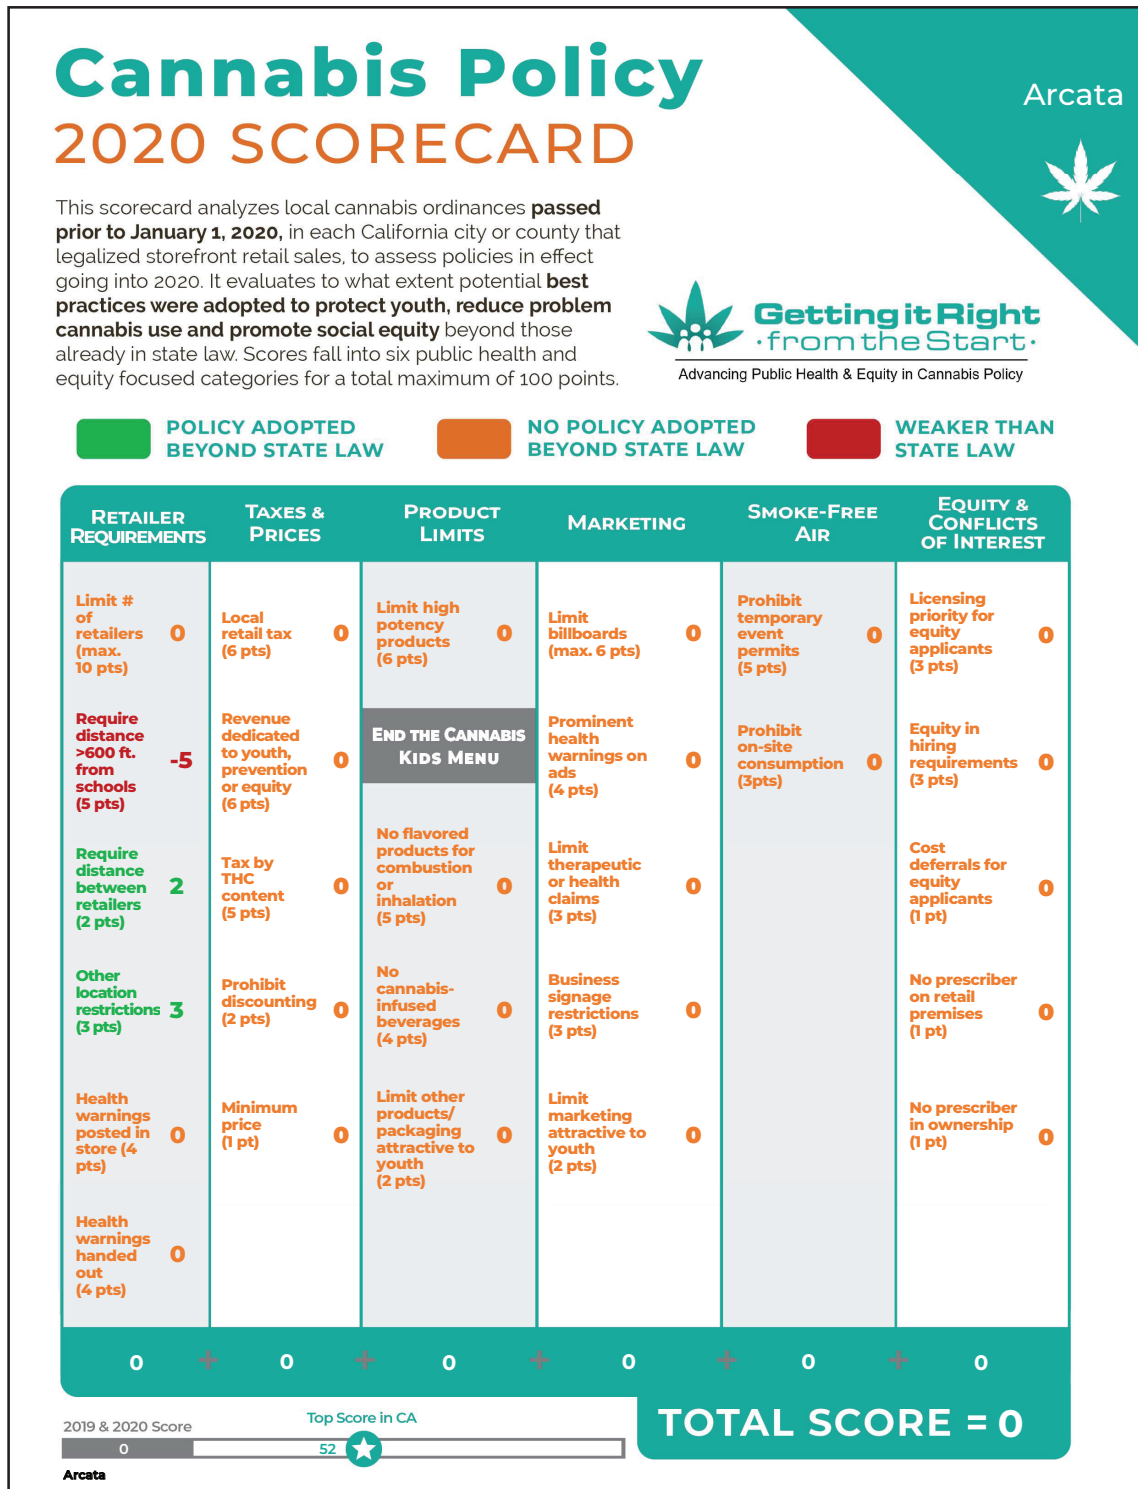 Cannabis Policy
2020 SCORECARD
Arcata
This scorecard analyzes local cannabis ordinances passed
prior to January 1, 2020, in each California city or county that
legalized storefront retail sales, to assess policies in effect
going into 2020. It evaluates to what extent potential best
practices were adopted to protect youth, reduce problem
cannabis use and promote social equity beyond those
already in state law. Scores fall into six public health and
equity focused categories for a total maximum of 100 points.
Getting it Right
·from the Start·
Advancing Public Health & Equity in Cannabis Policy
POLICY ADOPTED
BEYOND STATE LAW
NO POLICY ADOPTED
BEYOND STATE LAW
WEAKER THAN
STATE LAW
RETAILER
REQUIREMENTS
Limit #
of
retailers 0
(max.
10 pts)
Require
distance
>600 ft.
from -5
schools
(5 pts)
Require
distance
between 2
retailers
(2 pts)
Other
location
restrictions 3
(3 pts)
Health
warnings
posted in 0
store (4
pts)
Health
warnings
handed 0
out
(4 pts)
TAXES &
PRICES
Local
retail tax 0
(6 pts)
Revenue
dedicated
to youth, 0
prevention
or equity
(6 pts)
Tax by
THC
content 0
(5 pts)
Prohibit
discounting 0
(2 pts)
Minimum
price 0
(1 pt)
PRODUCT
LIMITS
Limit high
potency
products 0
(6 pts)
END THE CANNABIS
KIDS MENU
No flavored
products for
combustion
or 0
inhalation
(5 pts)
No
cannabis-
infused 0
beverages
(4 pts)
Limit other
products/
packaging 0
attractive to
youth
(2 pts)
MARKETING
Limit
billboards 0
(max. 6 pts)
Prominent
health
warnings on 0
ads
(4 pts)
Limit
therapeutic
or health 0
claims
(3 pts)
Business
signage
restrictions 0
(3 pts)
Limit
marketing
attractive to 0
youth
(2 pts)
SMOKE-FREE
AIR
Prohibit
temporary
event 0
permits
(5 pts)
Prohibit
on-site
consumption 0
(3pts)
EQUITY &
CONFLICTS
OF INTEREST
Licensing
priority for
equity 0
applicants
(3 pts)
Equity in
hiring
requirements 0
(3 pts)
Cost
deferrals for
equity 0
applicants
(1 pt)
No prescriber
on retail
premises 0
(1 pt)
No prescriber
in ownership 0
(1 pt)
0 + 0 + 0 + 0 + 0 + 0
2019 & 2020 Score
Top Score in CA
0
52
Arcata
TOTAL SCORE = 0